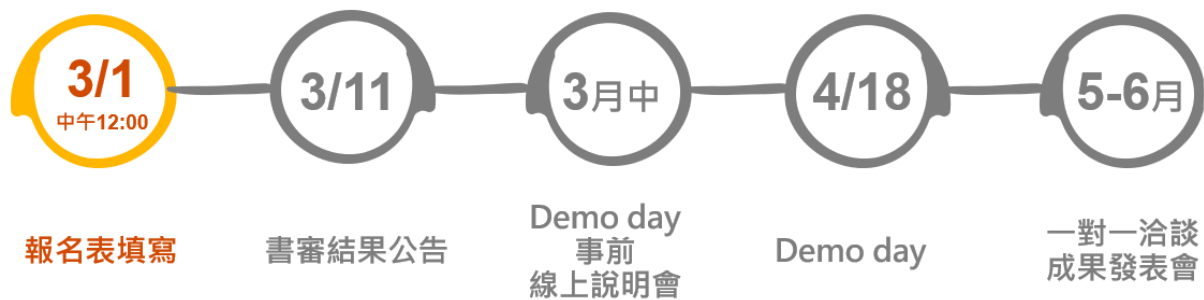 3/1
中午12:00
報名表填寫
3/11
書審結果公告
3月中
Demo day
事前
線上說明會
4/18
Demo day
5-6月
一對一洽談
成果發表會